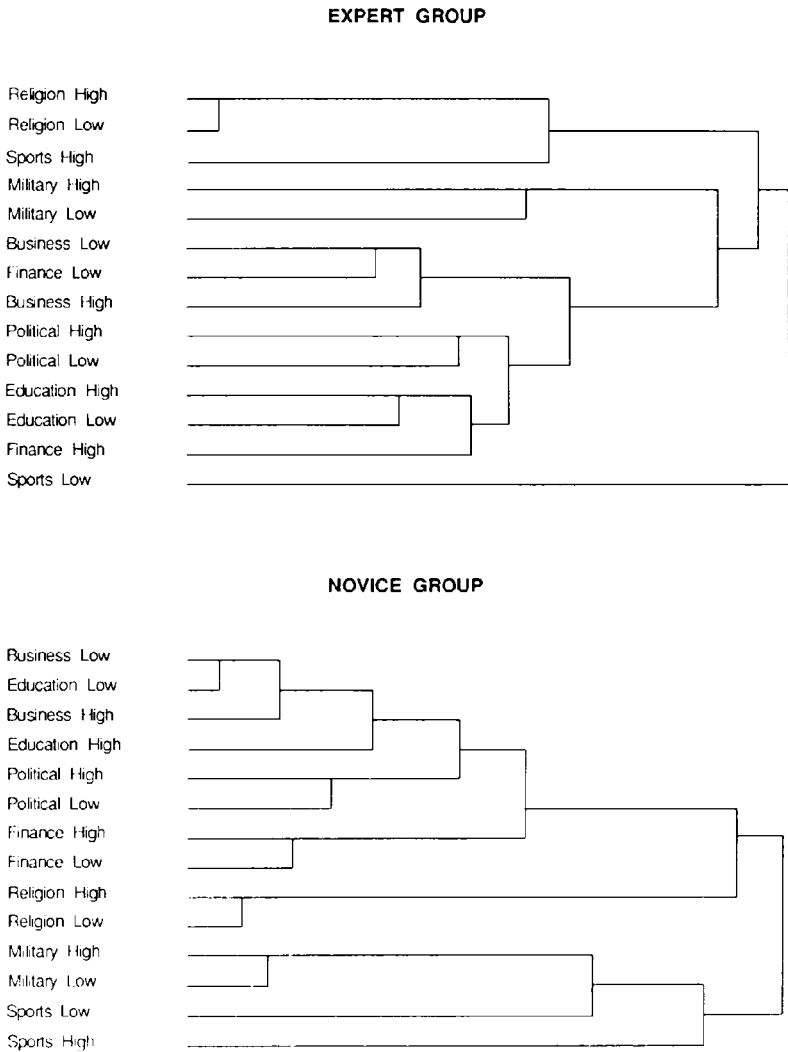 EXPERT GROUP
Religion High
Religion Low
Sports High
Military High
Military Low
Business Low
Finance Low
Business High
Political High
Political Low
Education High
Education Low
Finance High
Sports Low
NOVICE GROUP
Business Low
Education Low
Business High
Education High
Political High
Political Low
Finance High
Finance Low
Religion High
Religion Low
Military High
Military Low
Sports Low
Sports High